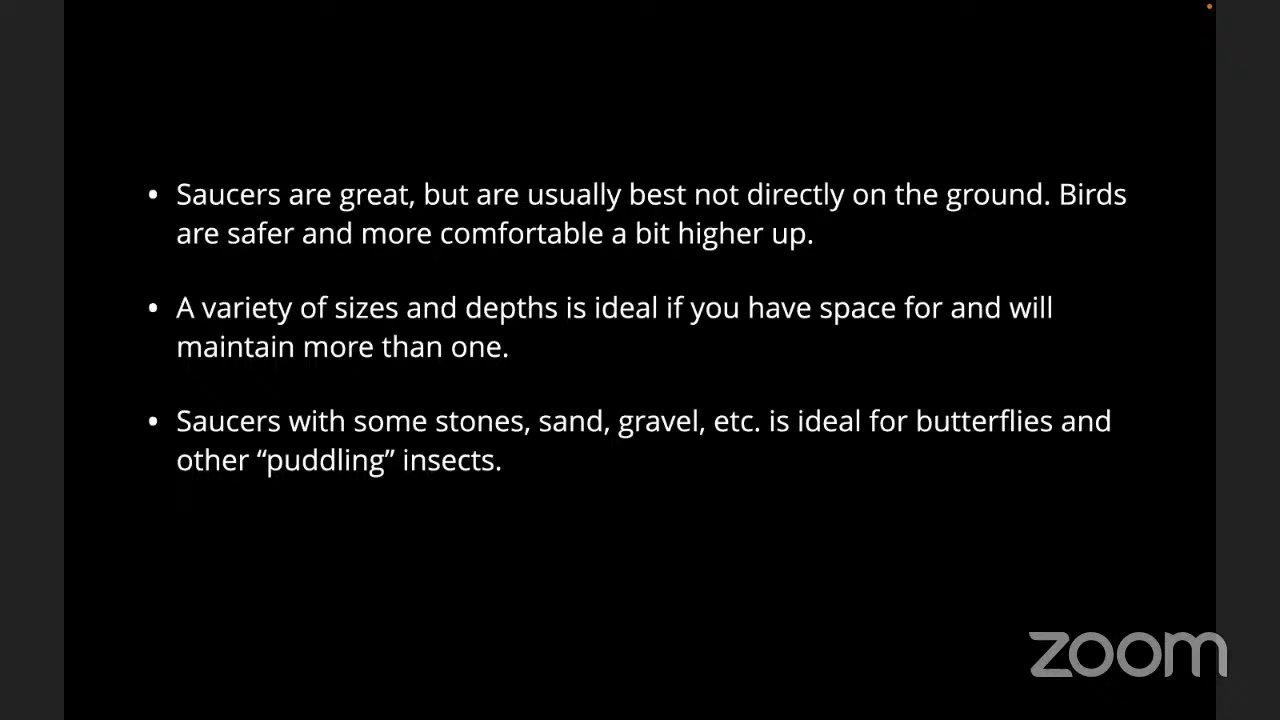 • Saucers are great, but are usually best not directly on the ground. Birds
are safer and more comfortable a bit higher up.
• A variety of sizes and depths is ideal if you have space for and will
maintain more than one.
• Saucers with some stones, sand, gravel, etc. is ideal for butterflies and
other “puddling” insects.
zoom